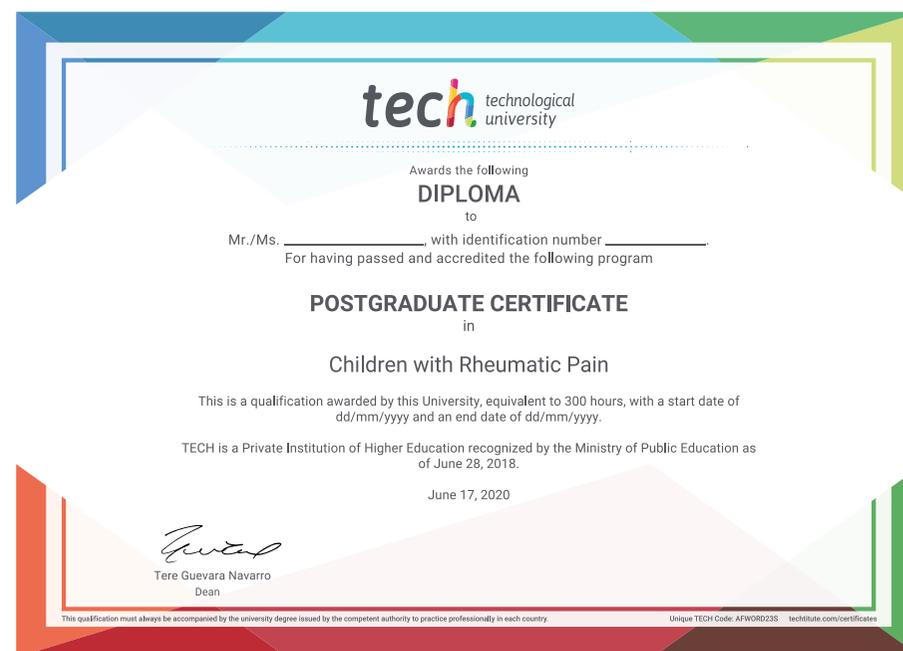 tech technological
university
Awards the following
DIPLOMA
to
Mr./Ms. ____________, with identification number ____________.
For having passed and accredited the following program
POSTGRADUATE CERTIFICATE
in
Children with Rheumatic Pain
This is a qualification awarded by this University, equivalent to 300 hours, with a start date of
dd/mm/yyyy and an end date of dd/mm/yyyy.
TECH is a Private Institution of Higher Education recognized by the Ministry of Public Education as
of June 28, 2018.
June 17, 2020
Tere Guevara Navarro
Dean
This qualification must always be accompanied by the university degree issued by the competent authority to practice professionally in each country. Unique TECH Code: AFWORD23S techtitute.com/certificates